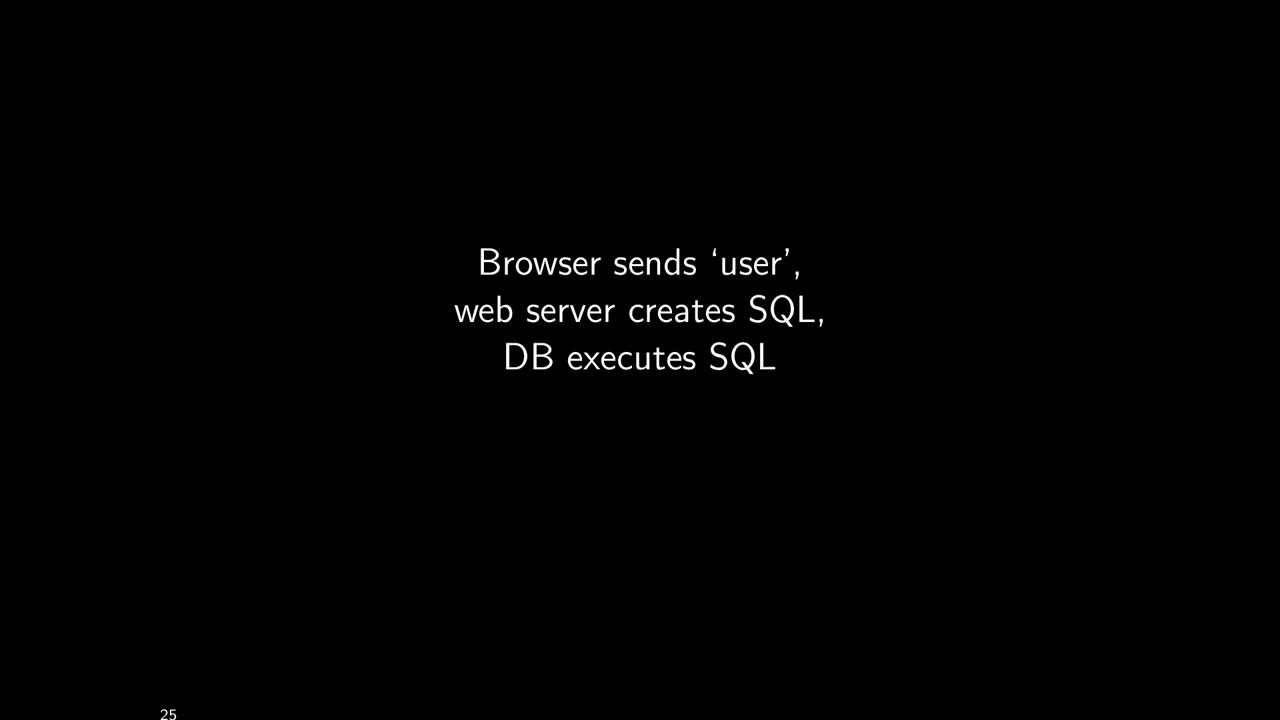 Browser sends ‘user’,
web server creates SQL,
DB executes SQL
25